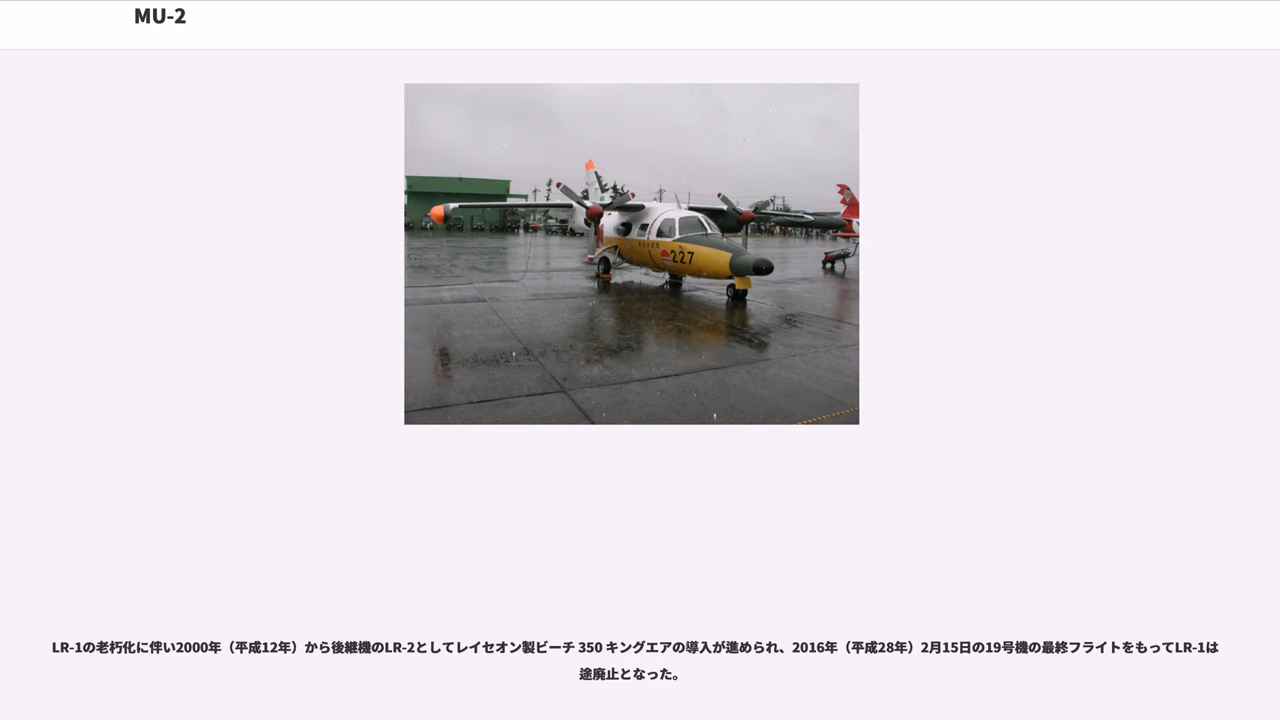 MU-2
227
LR-1の老朽化に伴い2000年（平成12年）から後継機のLR-2としてレイセオン製ビーチ 350 キングエアの導入が進められ、2016年（平成28年）2月15日の19号機の最終フライトをもってLR-1は
途廃止となった。